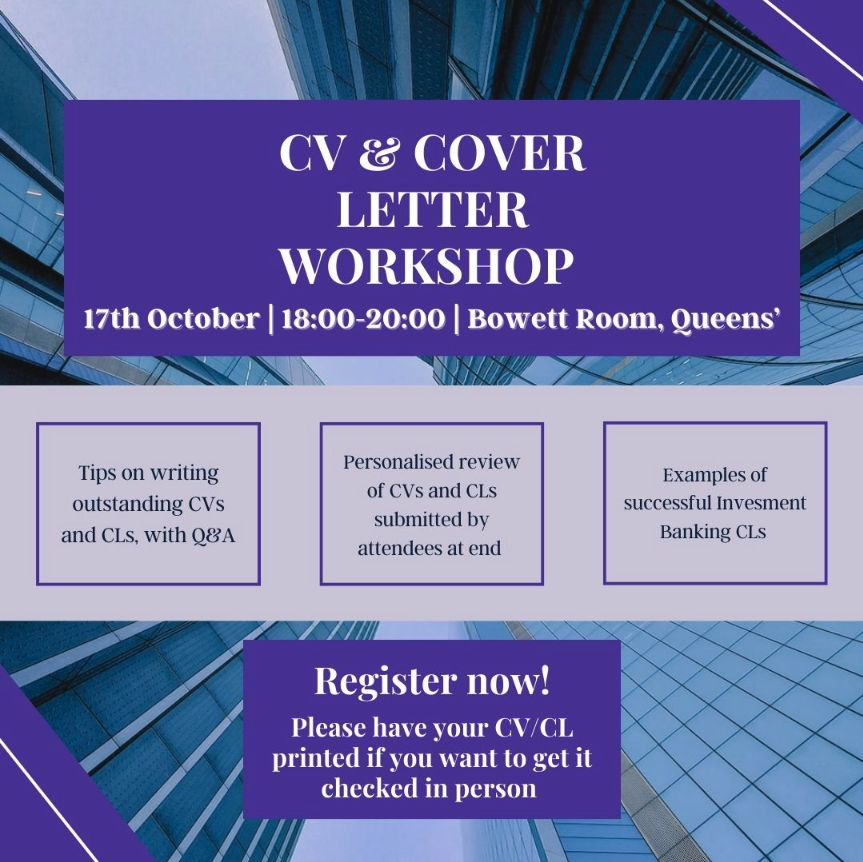 CV & COVER
LETTER
WORKSHOP
17th October | 18:00-20:00 | Bowett Room, Queens’
Tips on writing
outstanding CVs
and CLs, with Q&A
Personalised review
of CVs and CLs
submitted by
attendees at end
Examples of
successful Invesment
Banking CLs
Register now!
Please have your CV/CL
printed if you want to get it
checked in person